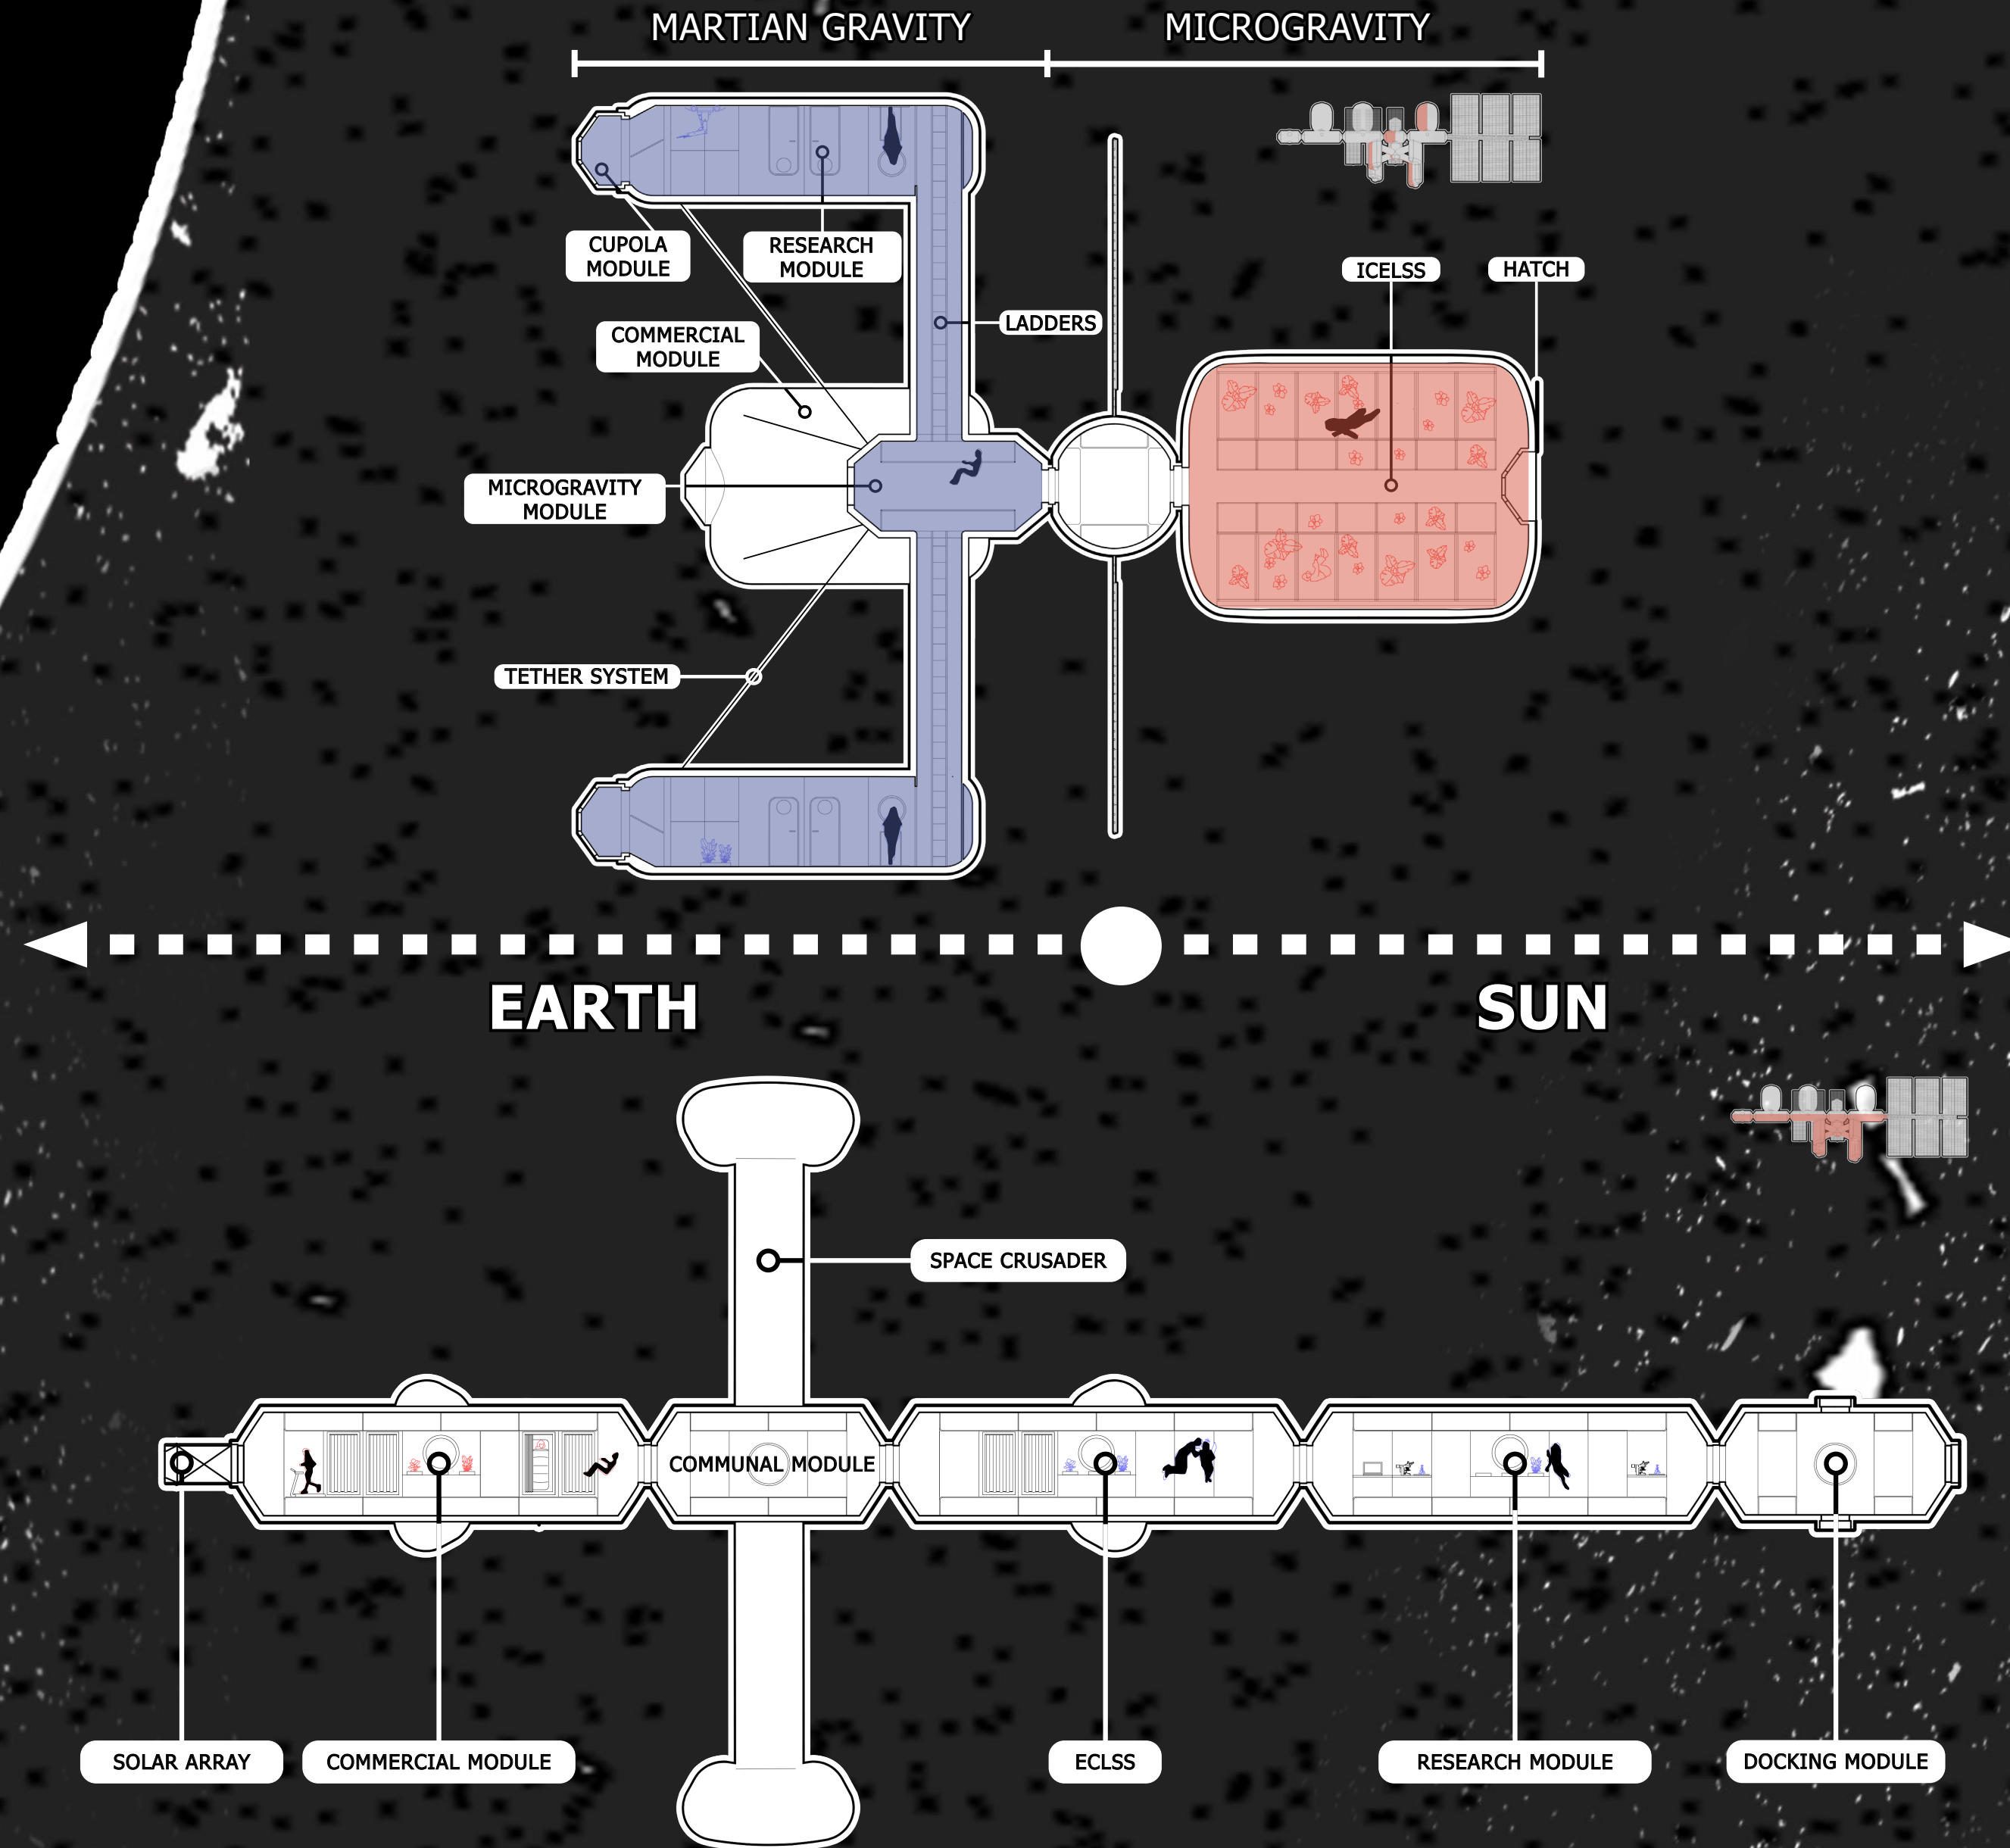 MARTIAN GRAVITY
MICROGRAVITY
CUPOLA
MODULE
RESEARCH
MODULE
ICELSS
HATCH
COMMERCIAL
MODULE
LADDERS
MICROGRAVITY
MODULE
TETHER SYSTEM
EARTH
SUN
SPACE CRUSADER
COMMUNAL MODULE
SOLAR ARRAY
COMMERCIAL MODULE
ECLSS
RESEARCH MODULE
DOCKING MODULE